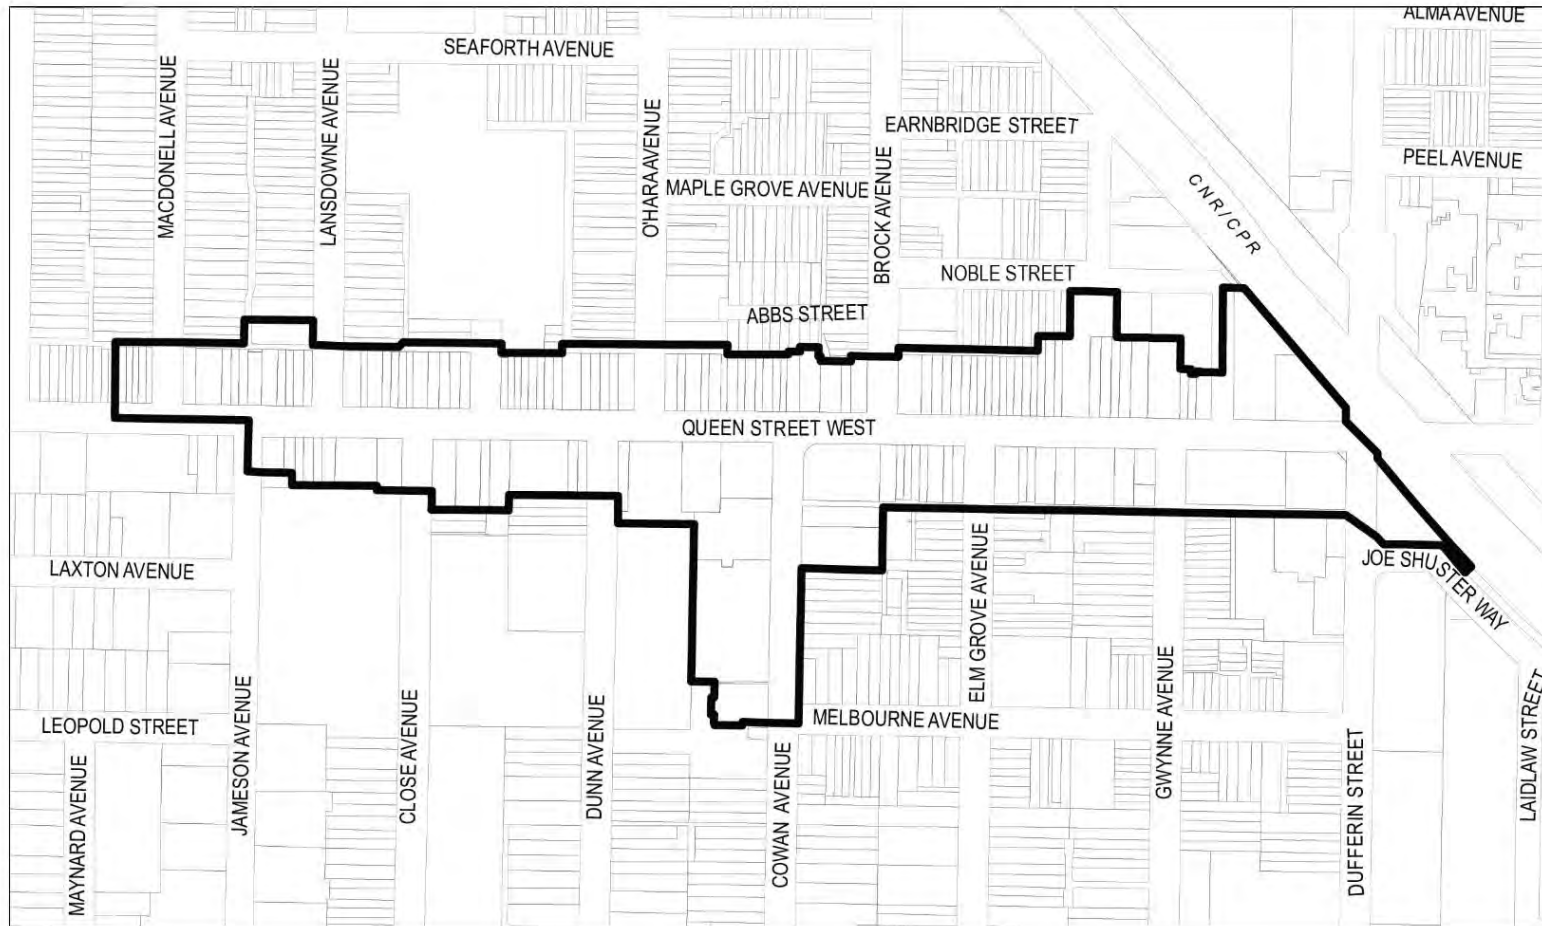 ALMA AVENUE
SEAFORTH AVENUE
MACDONELL AVENUE
LANSDOWNE AVENUE
O'HARA AVENUE
EARNBRIDGE STREET
PEEL AVENUE
MAPLE GROVE AVENUE
BROCK AVENUE
CNR/CPR
NOBLE STREET
ABBS STREET
QUEEN STREET WEST
LAXTON AVENUE
JOE SHUSTER WAY
ELM GROVE AVENUE
LEOPOLD STREET
JAMESON AVENUE
CLOSE AVENUE
DUNN AVENUE
MELBOURNE AVENUE
GWYNNE AVENUE
LAIDLAW STREET
MAYNARD AVENUE
COWAN AVENUE
DUFFERIN STREET